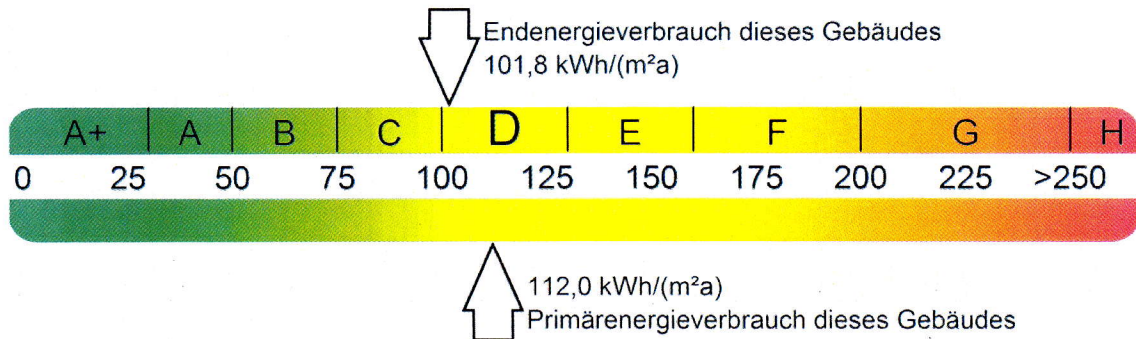 Endenergieverbrauch dieses Gebäudes
101,8 kWh/(m²a)
A+ A B C D E F G H
0 25 50 75 100 125 150 175 200 225 >250
112,0 kWh/(m²a)
Primärenergieverbrauch dieses Gebäudes